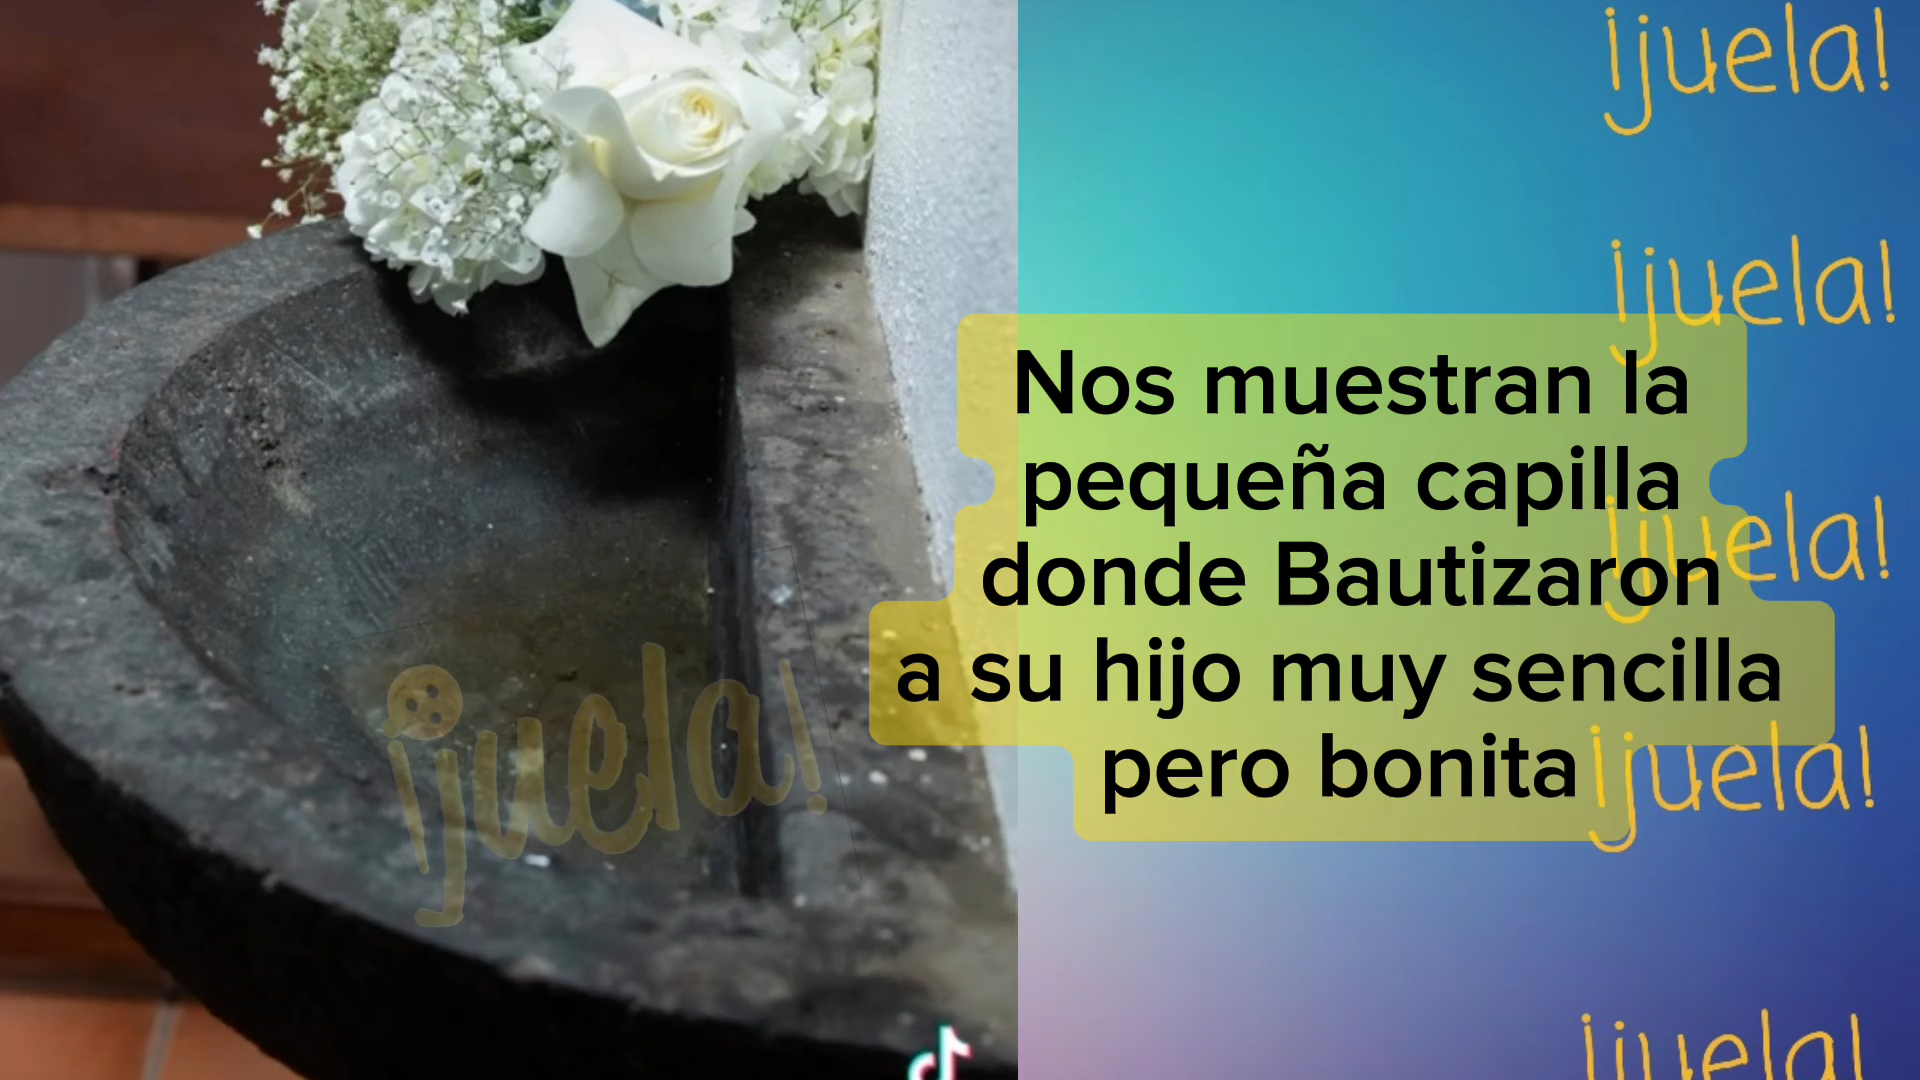 ¡juela!
¡juela!
Nos muestran la
pequeña capilla
¡juela!
donde Bautizaron
a su hijo muy sencilla
¡juela!
pero bonita
¡juela!
¡juela!